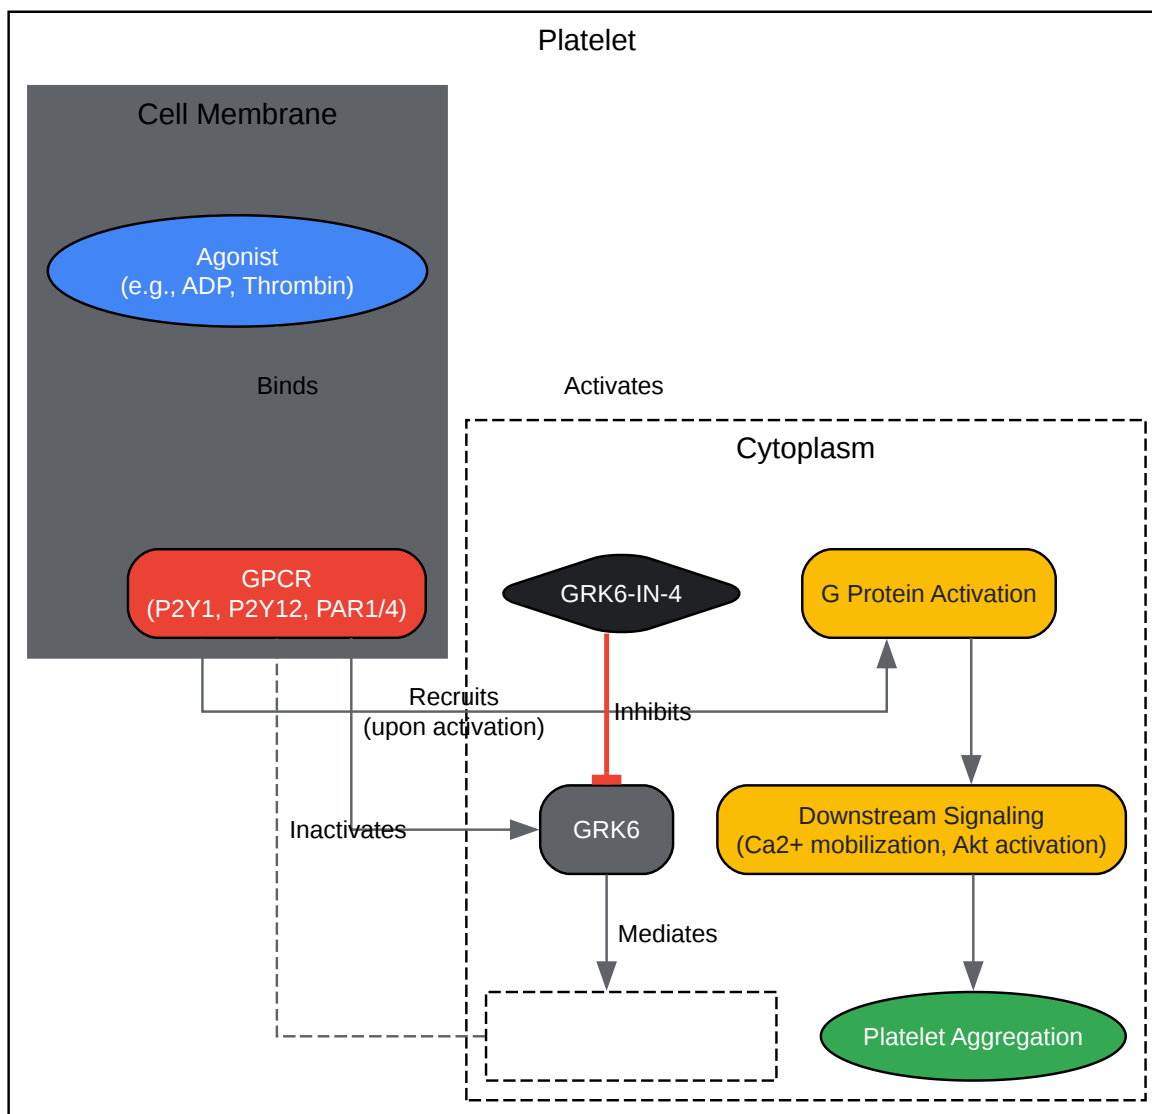 Platelet
Cell Membrane
Agonist
(e.g., ADP, Thrombin)
Binds
Activates
Cytoplasm
GPCR
(P2Y1, P2Y12, PAR1/4)
GRK6-IN-4
G Protein Activation
Recruits
(upon activation)
Inhibits
Inactivates
GRK6
Downstream Signaling
(Ca2+ mobilization, Akt activation)
Mediates
Platelet Aggregation